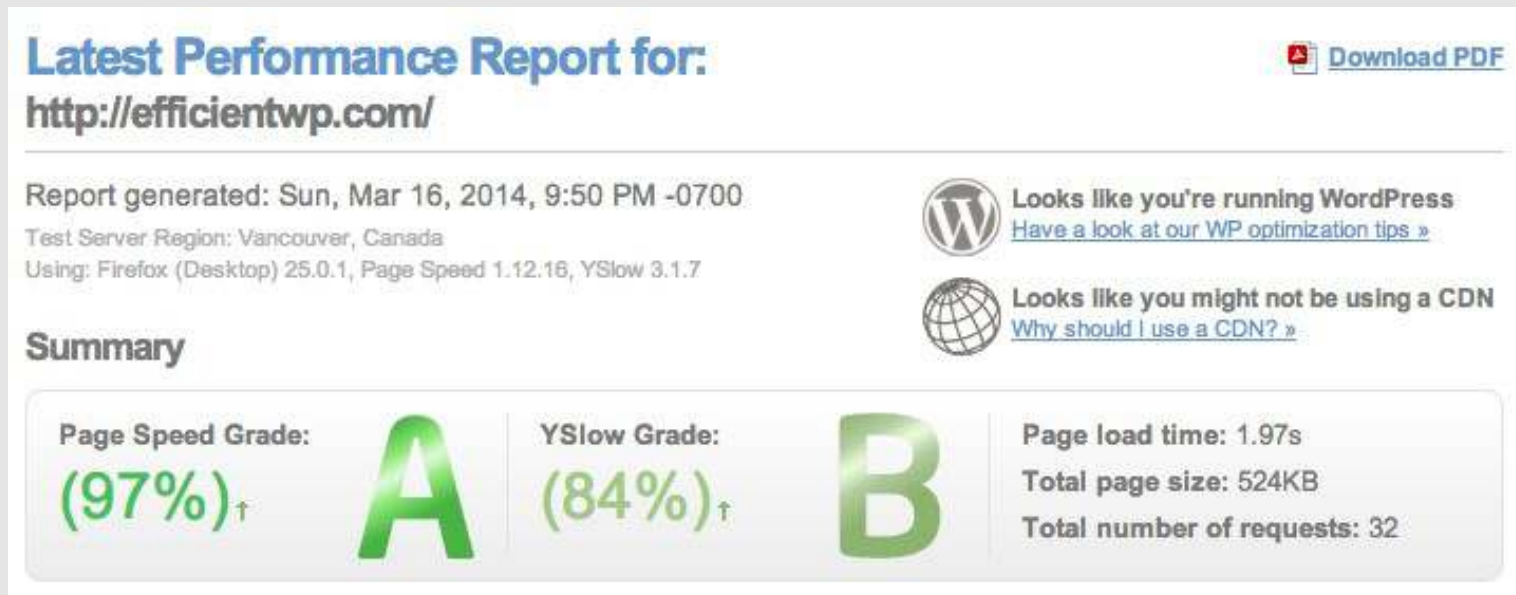 Latest Performance Report for:
Download PDF
http://efficientwp.com/
Report generated: Sun, Mar 16, 2014, 9:50 PM -0700
Test Server Region: Vancouver, Canada
Using: Firefox (Desktop) 25.0.1, Page Speed 1.12.16, YSlow 3.1.7
Looks like you're running WordPress
Have a look at our WP optimization tips »
Looks like you might not be using a CDN
Why should I use a CDN? »
Summary
Page Speed Grade:
(97%)↑
A
YSlow Grade:
(84%)↑
B
Page load time: 1.97s
Total page size: 524KB
Total number of requests: 32